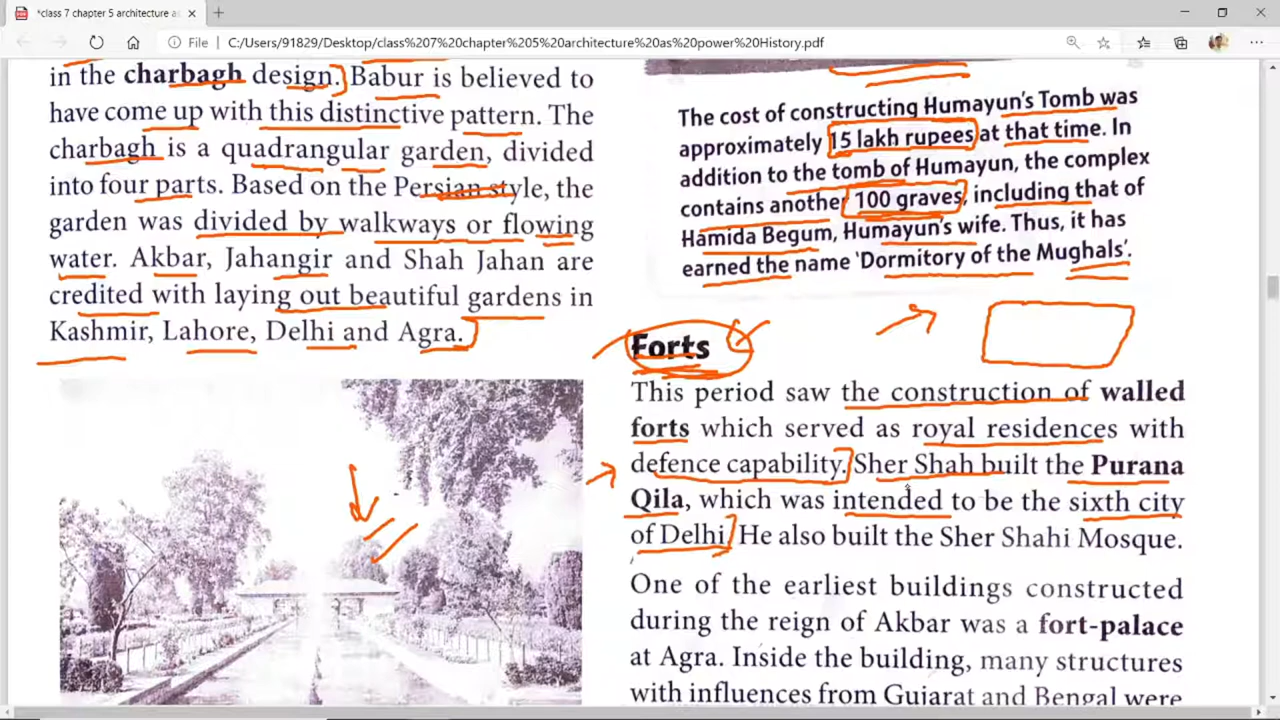 *class 7 chapter 5 architecture as
File
C:/Users/91829/Desktop/class%207%20chapter%205%20architecture%20as%20power%20History.pdf
in the charbagh design. Babur is believed to
have come up with this distinctive pattern. The
charbagh is a quadrangular garden, divided
into four parts. Based on the Persian style, the
garden was divided by walkways or flowing
water. Akbar, Jahangir and Shah Jahan are
credited with laying out beautiful gardens in
Kashmir, Lahore, Delhi and Agra.
The cost of constructing Humayun's Tomb was
approximately 15 lakh rupees at that time. In
addition to the tomb of Humayun, the complex
contains another 100 graves, including that of
Hamida Begum, Humayun's wife. Thus, it has
earned the name 'Dormitory of the Mughals'.
Forts
This period saw the construction of walled
forts which served as royal residences with
defence capability. Sher Shah built the Purana
Qila, which was intended to be the sixth city
of Delhi. He also built the Sher Shahi Mosque.
One of the earliest buildings constructed
during the reign of Akbar was a fort-palace
at Agra. Inside the building, many structures
with influences from Gujarat and Bengal were